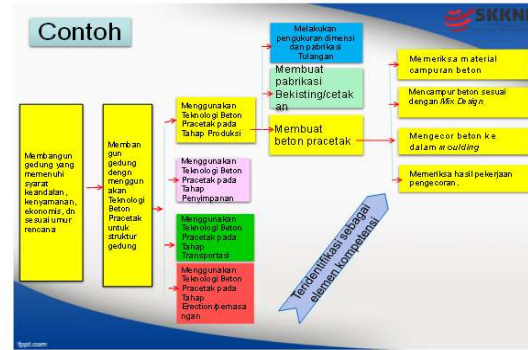 SKKNI
Contoh
Melakukan
pengukuran dimensi
dan pabrikasi
Tulangan
Membuat
pabrikasi
Bekisting/cetak
an
Membuat
beton pracetak
Memeriksa material
campuran beton
Mencampur beton sesuai
dengan Mix Design
Mengecor beton ke
dalam moulding
Memeriksa hasil pekerjaan
pengecoran.
Menggunakan
Teknologi Beton
Pracetak pada
Tahap Produksi
Menggunakan
Teknologi Beton
Pracetak pada
Tahap
Penyimpanan
Menggunakan
Teknologi Beton
Pracetak pada
Tahap
Transportasi
Menggunakan
Teknologi Beton
Pracetak pada
Tahap
Erection/pemasa
ngan
Membangun
gedung yang
memenuhi
syarat
keandalan,
kenyamanan,
ekonomis, dn
sesuai umur
rencana
Memban
gun
gedung
dengn
menggun
akan
Teknologi
Beton
Pracetak
untuk
struktur
gedung
Teridentifikasi sebagai
elemen kompetensi
fppt.com